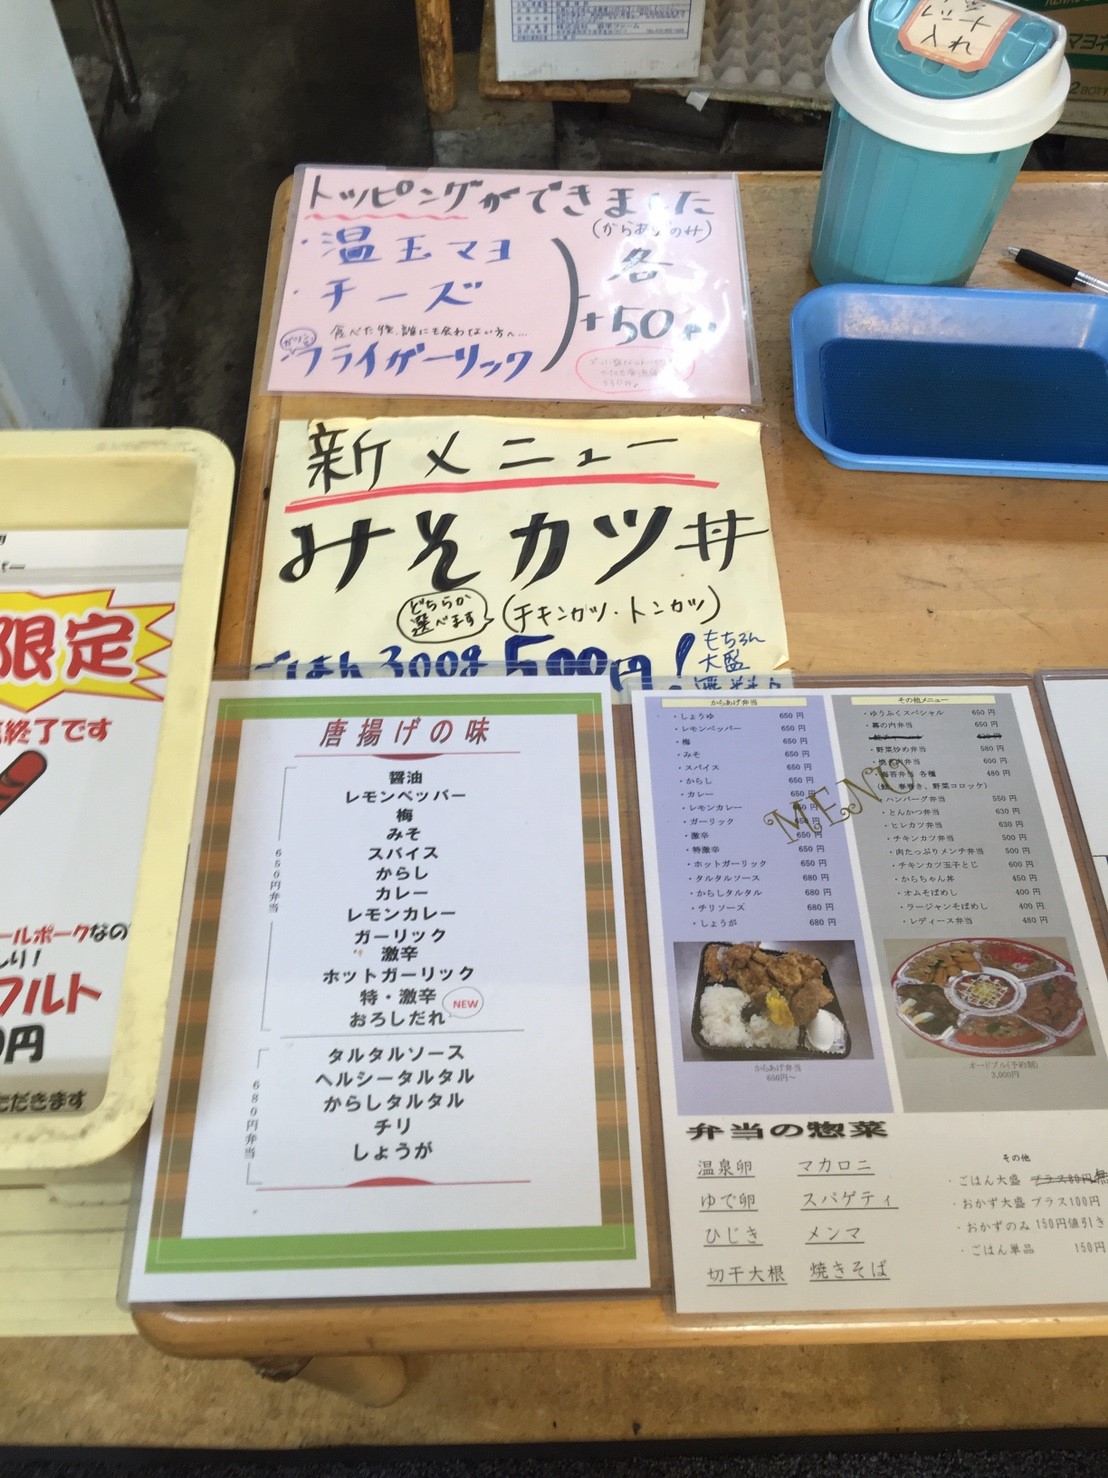 トッピングができました
(からあげのみ)
・温玉マヨ
・チーズ
食べた後、誰にも会わない方へ…
・フライガーリック
各
+50円
新メニュー
みそカツ丼
どちらか
選べます
(チキンカツ・トンカツ)
ごはん300g 500円!
もちろん
大盛
無料
限定
終了です
ールポークなの
フルト
円
ただきます
唐揚げの味
650円弁当
醤油
レモンペッパー
梅
みそ
スパイス
からし
カレー
レモンカレー
ガーリック
激辛
ホットガーリック
特・激辛
おろしだれ
NEW
680円弁当
タルタルソース
ヘルシータルタル
からしタルタル
チリ
しょうが
からあげ弁当
・しょうゆ 650円
・レモンペッパー 650円
・梅 650円
・みそ 650円
・スパイス 650円
・からし 650円
・カレー 650円
・レモンカレー 650円
・ガーリック 650円
・激辛 650円
・特激辛 650円
・ホットガーリック 650円
・タルタルソース 680円
・からしタルタル 680円
・チリソーズ 680円
・しょうが 680円
からあげ弁当
650円～
MENU
その他メニュー
・ゆうふくスペシャル 650円
・幕の内弁当 650円
・野菜炒め弁当 580円
・焼き肉弁当 600円
・海苔弁当 各種 480円
(鮭、春巻き、野菜コロッケ)
・ハンバーグ弁当 550円
・とんかつ弁当 630円
・ヒレカツ弁当 630円
・チキンカツ弁当 500円
・肉たっぷりメンチ弁当 500円
・チキンカツ玉子とじ 600円
・からちゃん丼 450円
・オムそばめし 400円
・ラージャンそばめし 400円
・レディース弁当 480円
オードブル(予約制)
3,000円
弁当の惣菜
温泉卵 マカロニ
ゆで卵 スパゲティ
ひじき メンマ
切干大根 焼きそば
その他
・ごはん大盛 プラス80円
・おかず大盛 プラス100円
・おかずのみ 150円値引き
・ごはん単品 150円